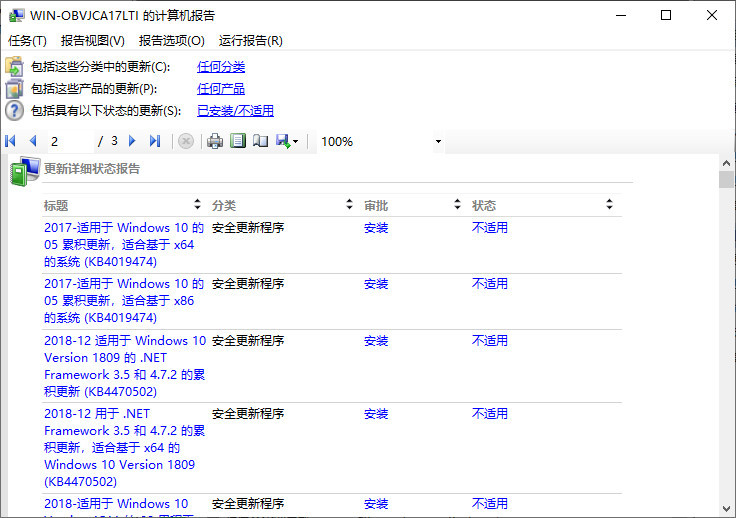 WIN-OBVJCA17LTI 的计算机报告
任务(T) 报告视图(V) 报告选项(O) 运行报告(R)
包括这些分类中的更新(C): 任何分类
包括这些产品的更新(P): 任何产品
包括具有以下状态的更新(S): 已安装/不适用
2 / 3 100%
更新详细状态报告
标题 分类 审批 状态
2017-适用于 Windows 10 的 安全更新程序 安装 不适用
05 累积更新，适合基于 x64
的系统 (KB4019474)
2017-适用于 Windows 10 的 安全更新程序 安装 不适用
05 累积更新，适合基于 x86
的系统 (KB4019474)
2018-12 适用于 Windows 10 安全更新程序 安装 不适用
Version 1809 的 .NET
Framework 3.5 和 4.7.2 的累
积更新 (KB4470502)
2018-12 用于 .NET 安全更新程序 安装 不适用
Framework 3.5 和 4.7.2 的累
积更新，适合基于 x64 的
Windows 10 Version 1809
(KB4470502)
2018-适用于 Windows 10 安全更新程序 安装 不适用